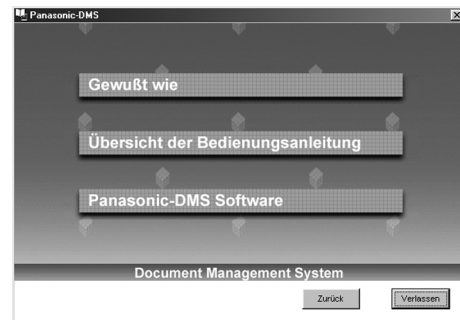 Panasonic-DMS
Gewußt wie
Übersicht der Bedienungsanleitung
Panasonic-DMS Software
Document Management System
Zurück
Verlassen